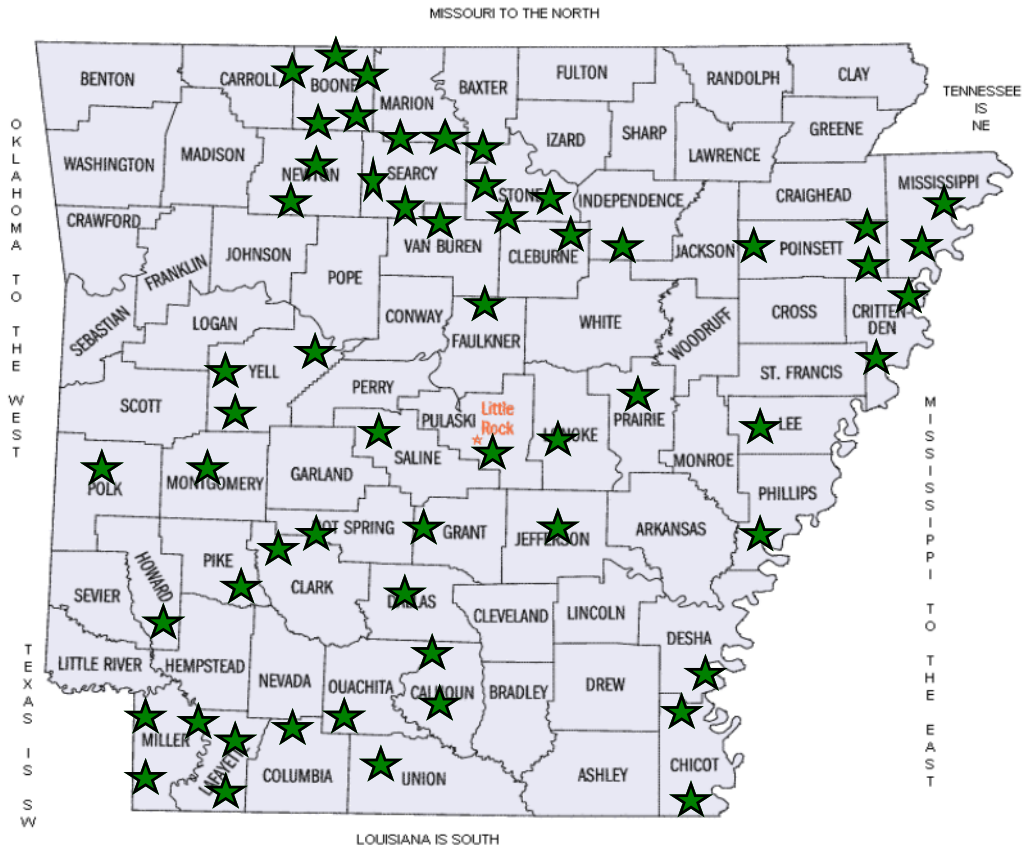 MISSOURI TO THE NORTH
BENTON
CARROLL
BOONE
MARION
BAXTER
FULTON
RANDOLPH
CLAY
TENNESSEE
IS
NE
GREENE
SHARP
IZARD
LAWRENCE
WASHINGTON
MADISON
NEWTON
SEARCY
STONE
INDEPENDENCE
CRAIGHEAD
MISSISSIPPI
CRAWFORD
FRANKLIN
JOHNSON
POPE
VAN BUREN
CLEBURNE
JACKSON
POINSETT
SEBASTIAN
LOGAN
CONWAY
FAULKNER
WHITE
WOODRUFF
CROSS
CRITTEN
DEN
SCOTT
YELL
PERRY
PULASKI
Little
Rock
LONOKE
PRAIRIE
ST. FRANCIS
LEE
MONROE
PHILLIPS
POLK
MONTGOMERY
GARLAND
SALINE
HOT SPRING
GRANT
JEFFERSON
ARKANSAS
SEVIER
HOWARD
PIKE
CLARK
DALLAS
CLEVELAND
LINCOLN
DESHA
LITTLE RIVER
HEMPSTEAD
NEVADA
OUACHITA
CALHOUN
BRADLEY
DREW
MILLER
LAFAYETTE
COLUMBIA
UNION
ASHLEY
CHICOT
OKLAHOMA TO THE WEST
TEXAS IS SW
MISSISSIPPI TO THE EAST
LOUISIANA IS SOUTH